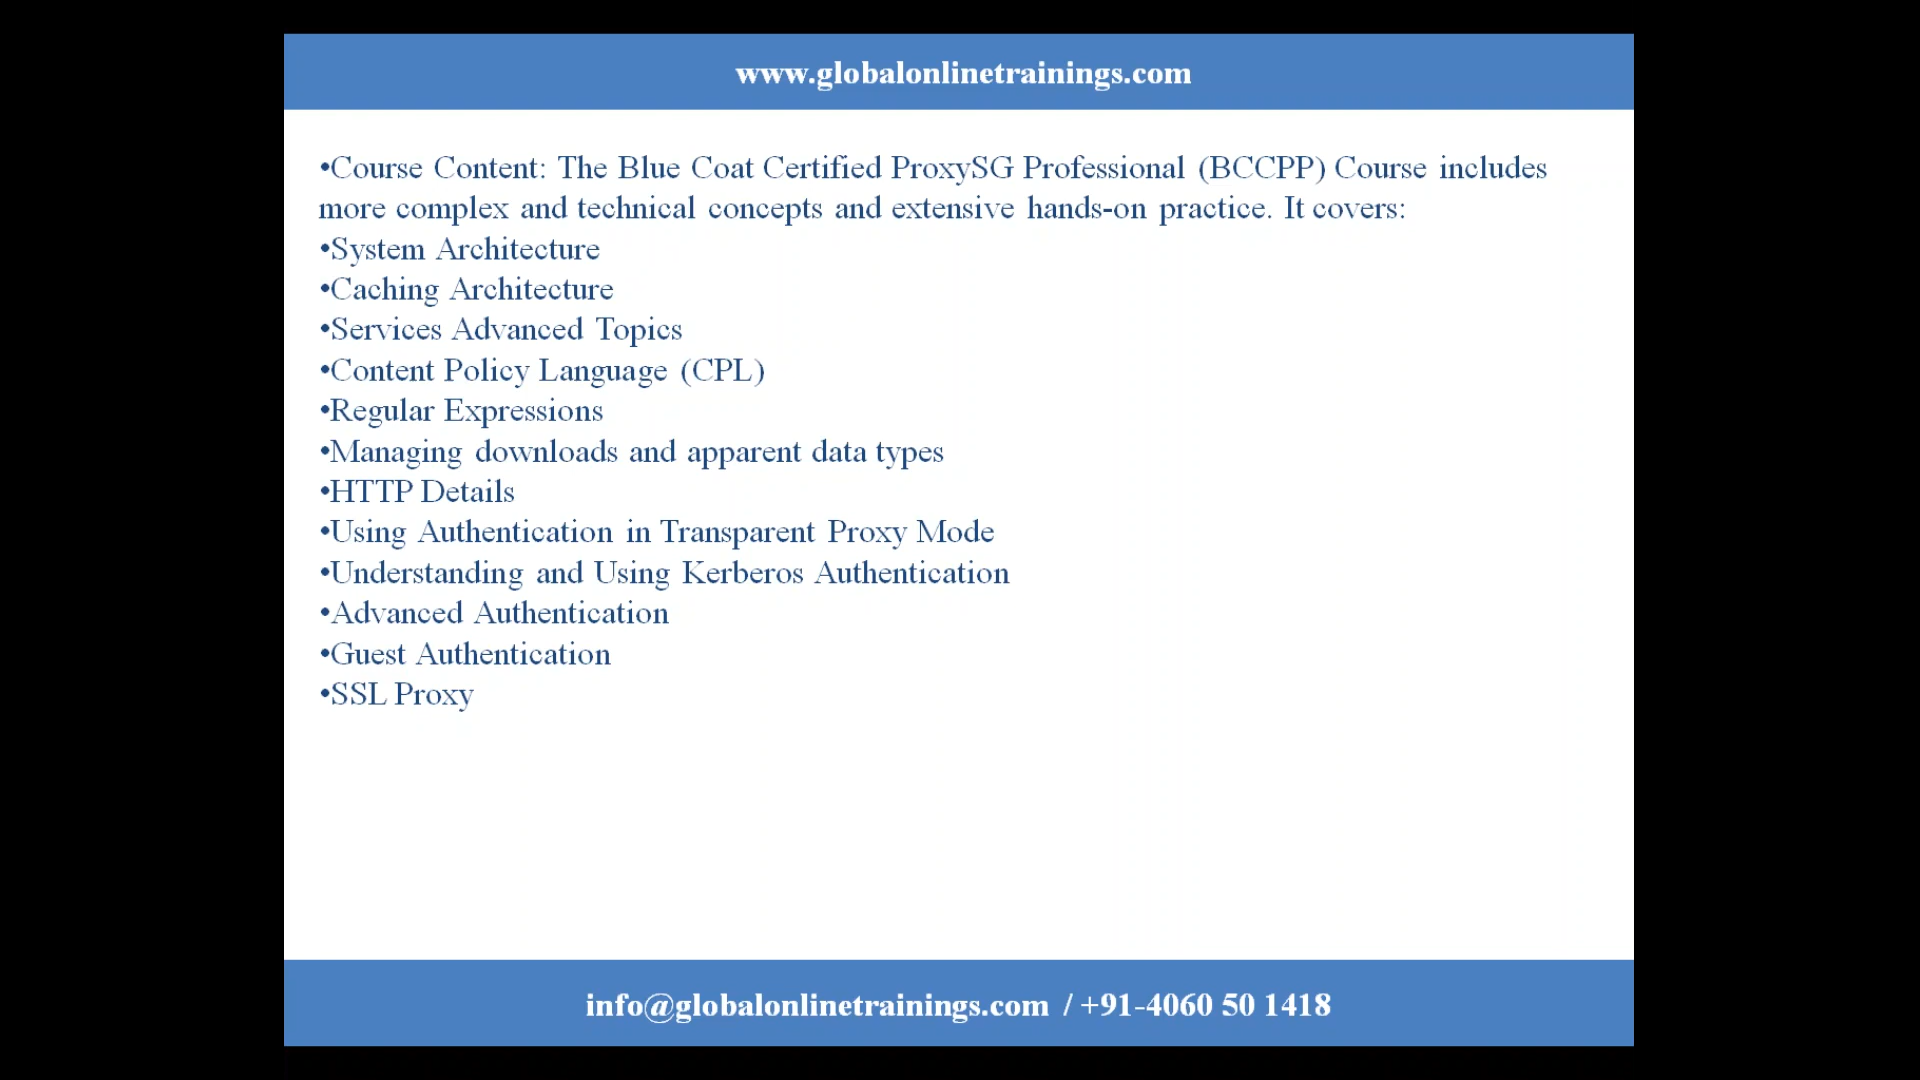 www.globalonlinetrainings.com
•Course Content: The Blue Coat Certified ProxySG Professional (BCCPP) Course includes
more complex and technical concepts and extensive hands-on practice. It covers:
•System Architecture
•Caching Architecture
•Services Advanced Topics
•Content Policy Language (CPL)
•Regular Expressions
•Managing downloads and apparent data types
•HTTP Details
•Using Authentication in Transparent Proxy Mode
•Understanding and Using Kerberos Authentication
•Advanced Authentication
•Guest Authentication
•SSL Proxy
info@globalonlinetrainings.com / +91-4060 50 1418